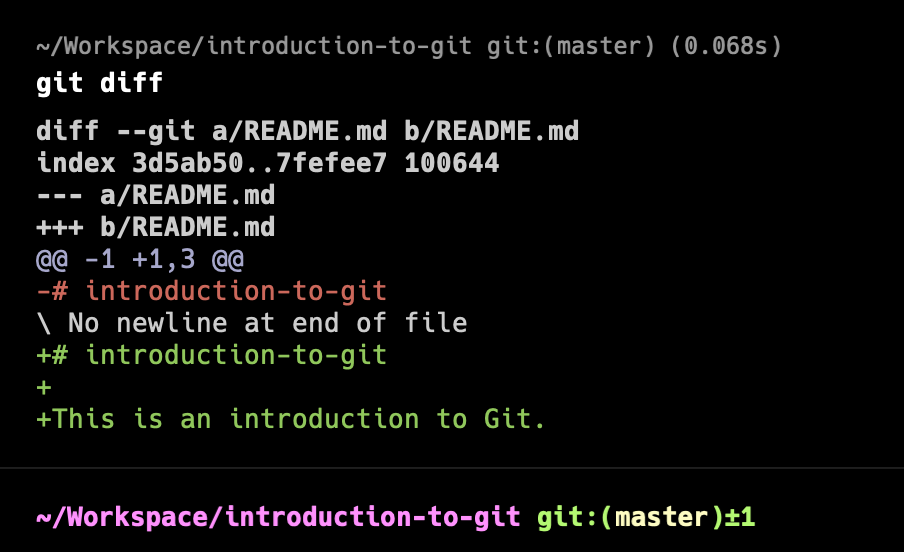 ~/Workspace/introduction-to-git git:(master) (0.068s)
git diff
diff --git a/README.md b/README.md
index 3d5ab50..7fefee7 100644
--- a/README.md
+++ b/README.md
@@ -1 +1,3 @@
-# introduction-to-git
\ No newline at end of file
+# introduction-to-git
+
+This is an introduction to Git.
~/Workspace/introduction-to-git git:(master)±1